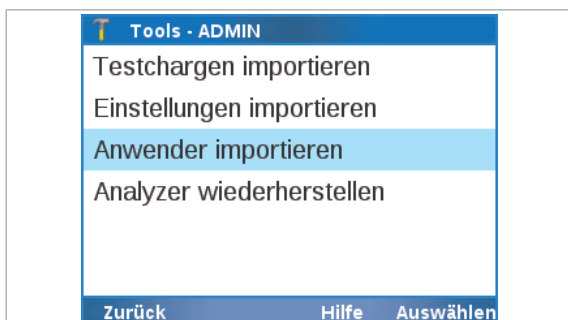 Tools - ADMIN
Testchargen importieren
Einstellungen importieren
Anwender importieren
Analyzer wiederherstellen
Zurück Hilfe Auswählen